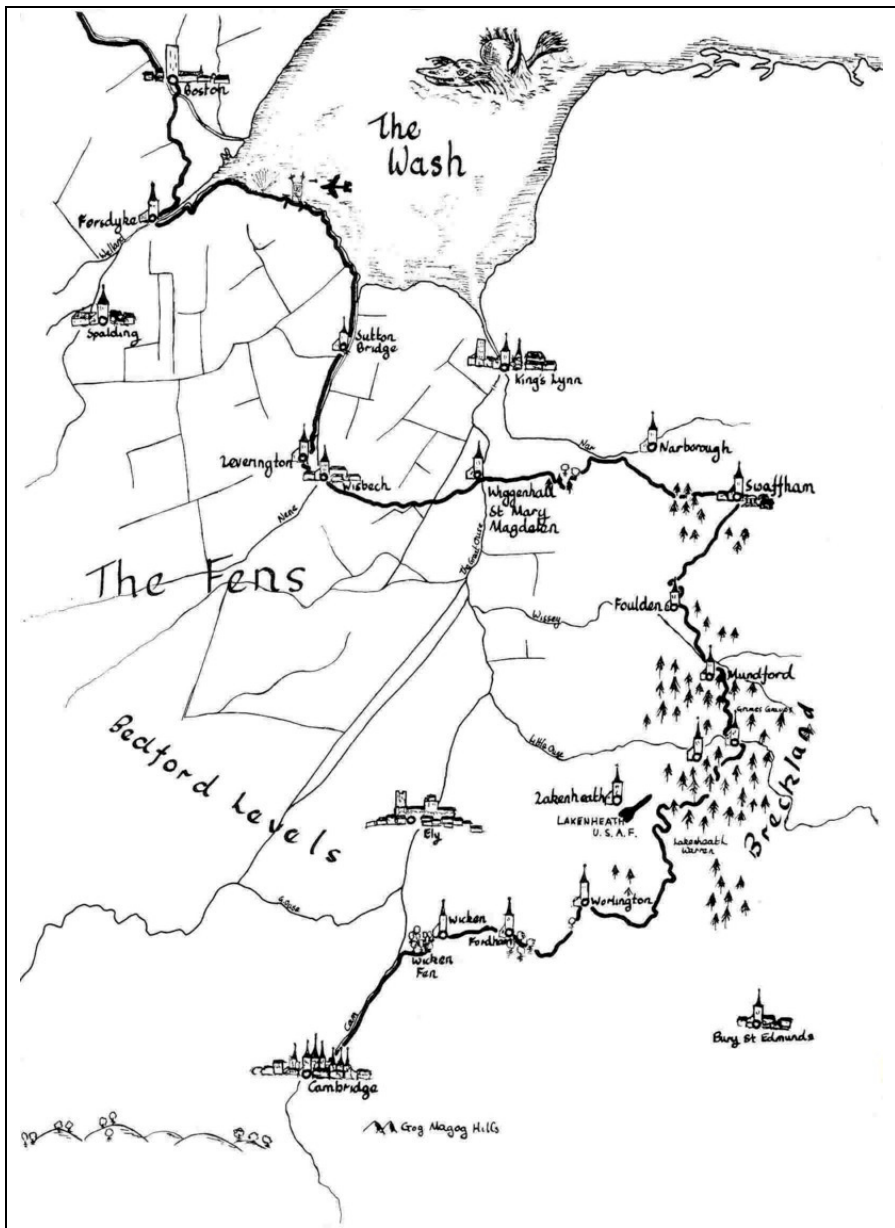 Boston
The
Wash
Forsdyke
Welland
Spalding
Sutton
Bridge
King's Lynn
Nar
Narborough
Leverington
Wisbech
Wiggenhall
St Mary
Magdalen
Swaffham
Nene
The Great Ouse
The Fens
Foulden
Wissey
Mundford
Grimes Graves
Little Ouse
Breckland
Bedford Levels
Lakenheath
LAKENHEATH
U.S.A.F.
Lakenheath
Warren
Ely
Worlington
Wicken
Fordham
Wicken
Fen
Cam
Bury St Edmunds
Cambridge
Gog Magog Hills